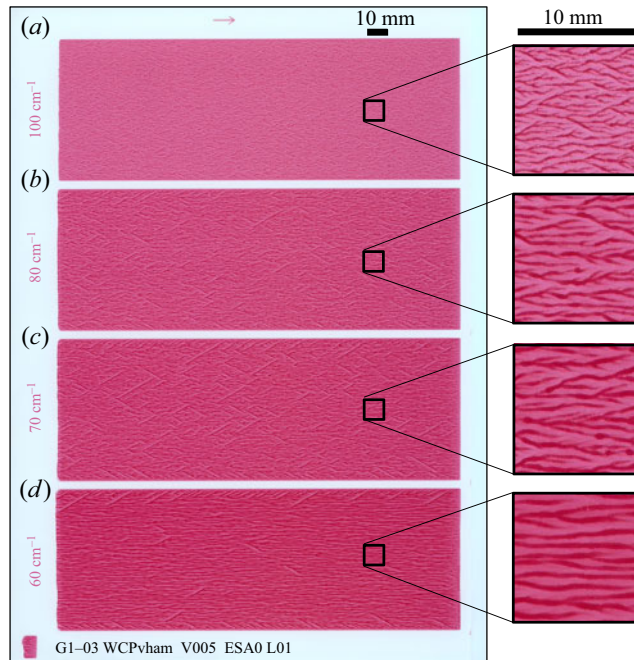 (a)
10 mm
10 mm
100 cm⁻¹
(b)
80 cm⁻¹
(c)
70 cm⁻¹
(d)
60 cm⁻¹
G1–03 WCPvham V005 ESA0 L01